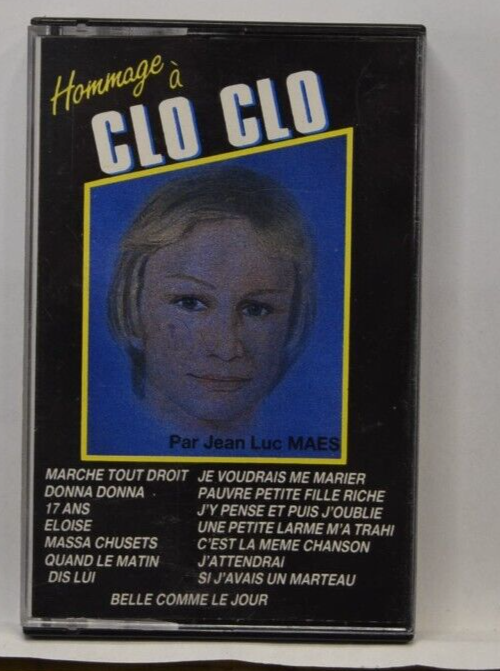 Hommage à
CLO CLO
Par Jean Luc MAES
MARCHE TOUT DROIT JE VOUDRAIS ME MARIER
DONNA DONNA PAUVRE PETITE FILLE RICHE
17 ANS J'Y PENSE ET PUIS J'OUBLIE
ELOISE UNE PETITE LARME M'A TRAHI
MASSA CHUSETS C'EST LA MEME CHANSON
QUAND LE MATIN J'ATTENDRAI
DIS LUI SI J'AVAIS UN MARTEAU
BELLE COMME LE JOUR